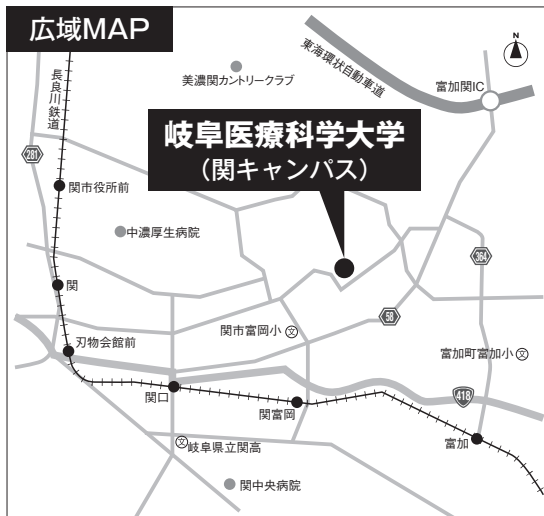 広域MAP
N
長良川鉄道
美濃関カントリークラブ
東海環状自動車道
富加関IC
岐阜医療科学大学
(関キャンパス)
281
関市役所前
中濃厚生病院
364
関
58
関市富岡小
文
刃物会館前
富加町富加小
文
418
関口
関富岡
富加
文
岐阜県立関高
関中央病院